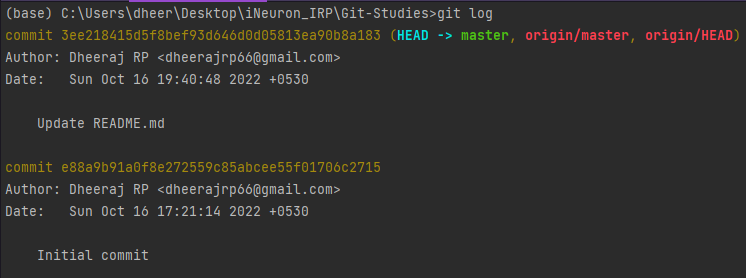 (base) C:\Users\dheer\Desktop\iNeuron_IRP\Git-Studies>git log
commit 3ee218415d5f8bef93d646d0d05813ea90b8a183 (HEAD -> master, origin/master, origin/HEAD)
Author: Dheeraj RP <dheerajrp66@gmail.com>
Date:   Sun Oct 16 19:40:48 2022 +0530
Update README.md
commit e88a9b91a0f8e272559c85abcee55f01706c2715
Author: Dheeraj RP <dheerajrp66@gmail.com>
Date:   Sun Oct 16 17:21:14 2022 +0530
Initial commit